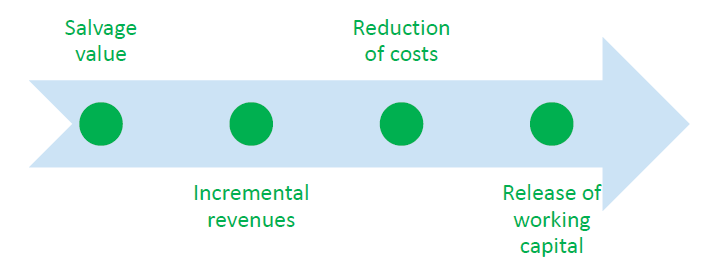 Salvage
value
Incremental
revenues
Reduction
of costs
Release of
working
capital